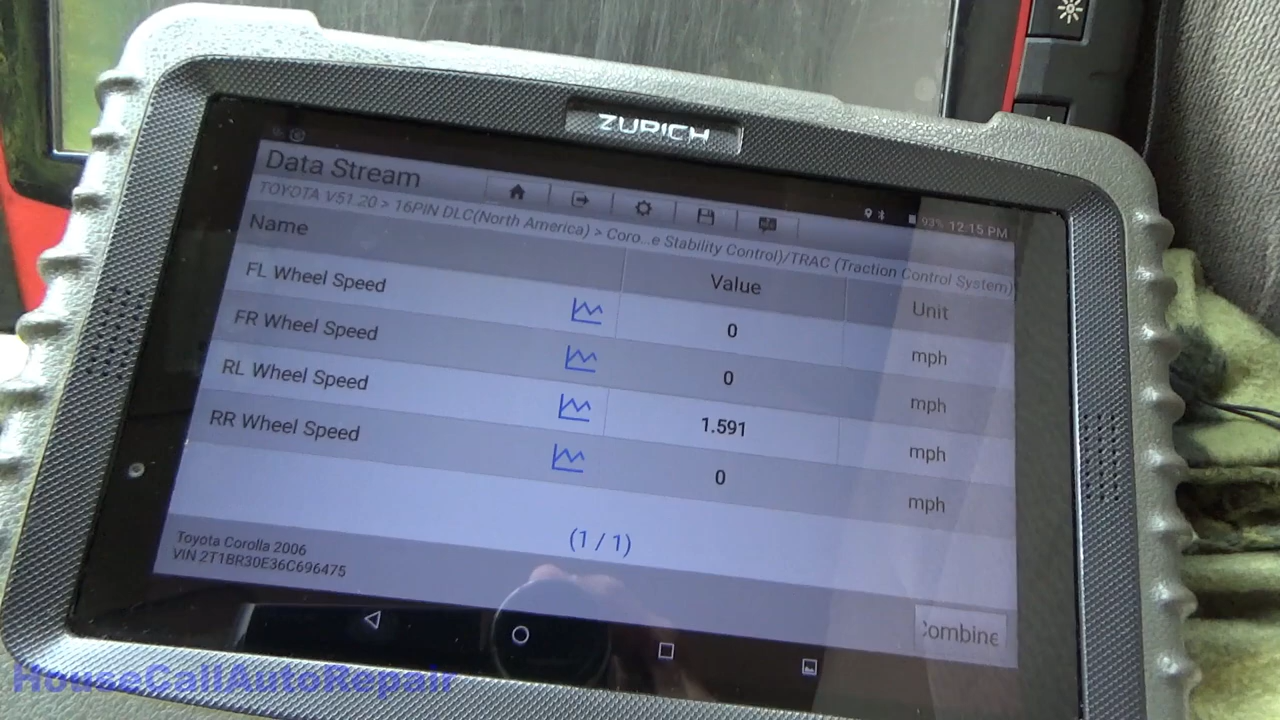 ZURICH
Data Stream
93% 12:15 PM
TOYOTA V51.20 > 16PIN DLC(North America) > Coro...e Stability Control)/TRAC (Traction Control System)
Name Value Unit
FL Wheel Speed 0 mph
FR Wheel Speed 0 mph
RL Wheel Speed 1.591 mph
RR Wheel Speed 0 mph
(1 / 1)
Toyota Corolla 2006
VIN 2T1BR30E36C696475
Combine
HouseCallAutoRepair